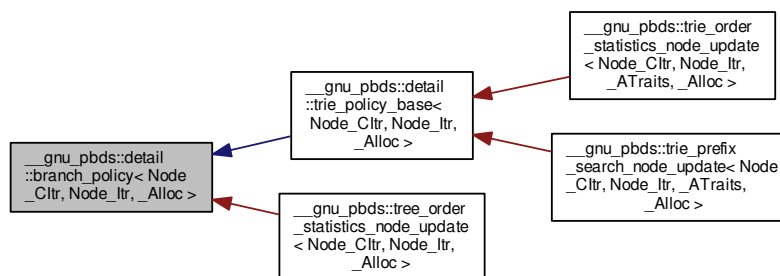 __gnu_pbds::trie_order
_statistics_node_update
< Node_CItr, Node_Itr,
_ATraits, _Alloc >
__gnu_pbds::detail
::trie_policy_base<
Node_CItr, Node_Itr,
_Alloc >
__gnu_pbds::trie_prefix
_search_node_update< Node
_CItr, Node_Itr, _ATraits,
_Alloc >
__gnu_pbds::detail
::branch_policy< Node
_CItr, Node_Itr, _Alloc >
__gnu_pbds::tree_order
_statistics_node_update
< Node_CItr, Node_Itr,
_Alloc >